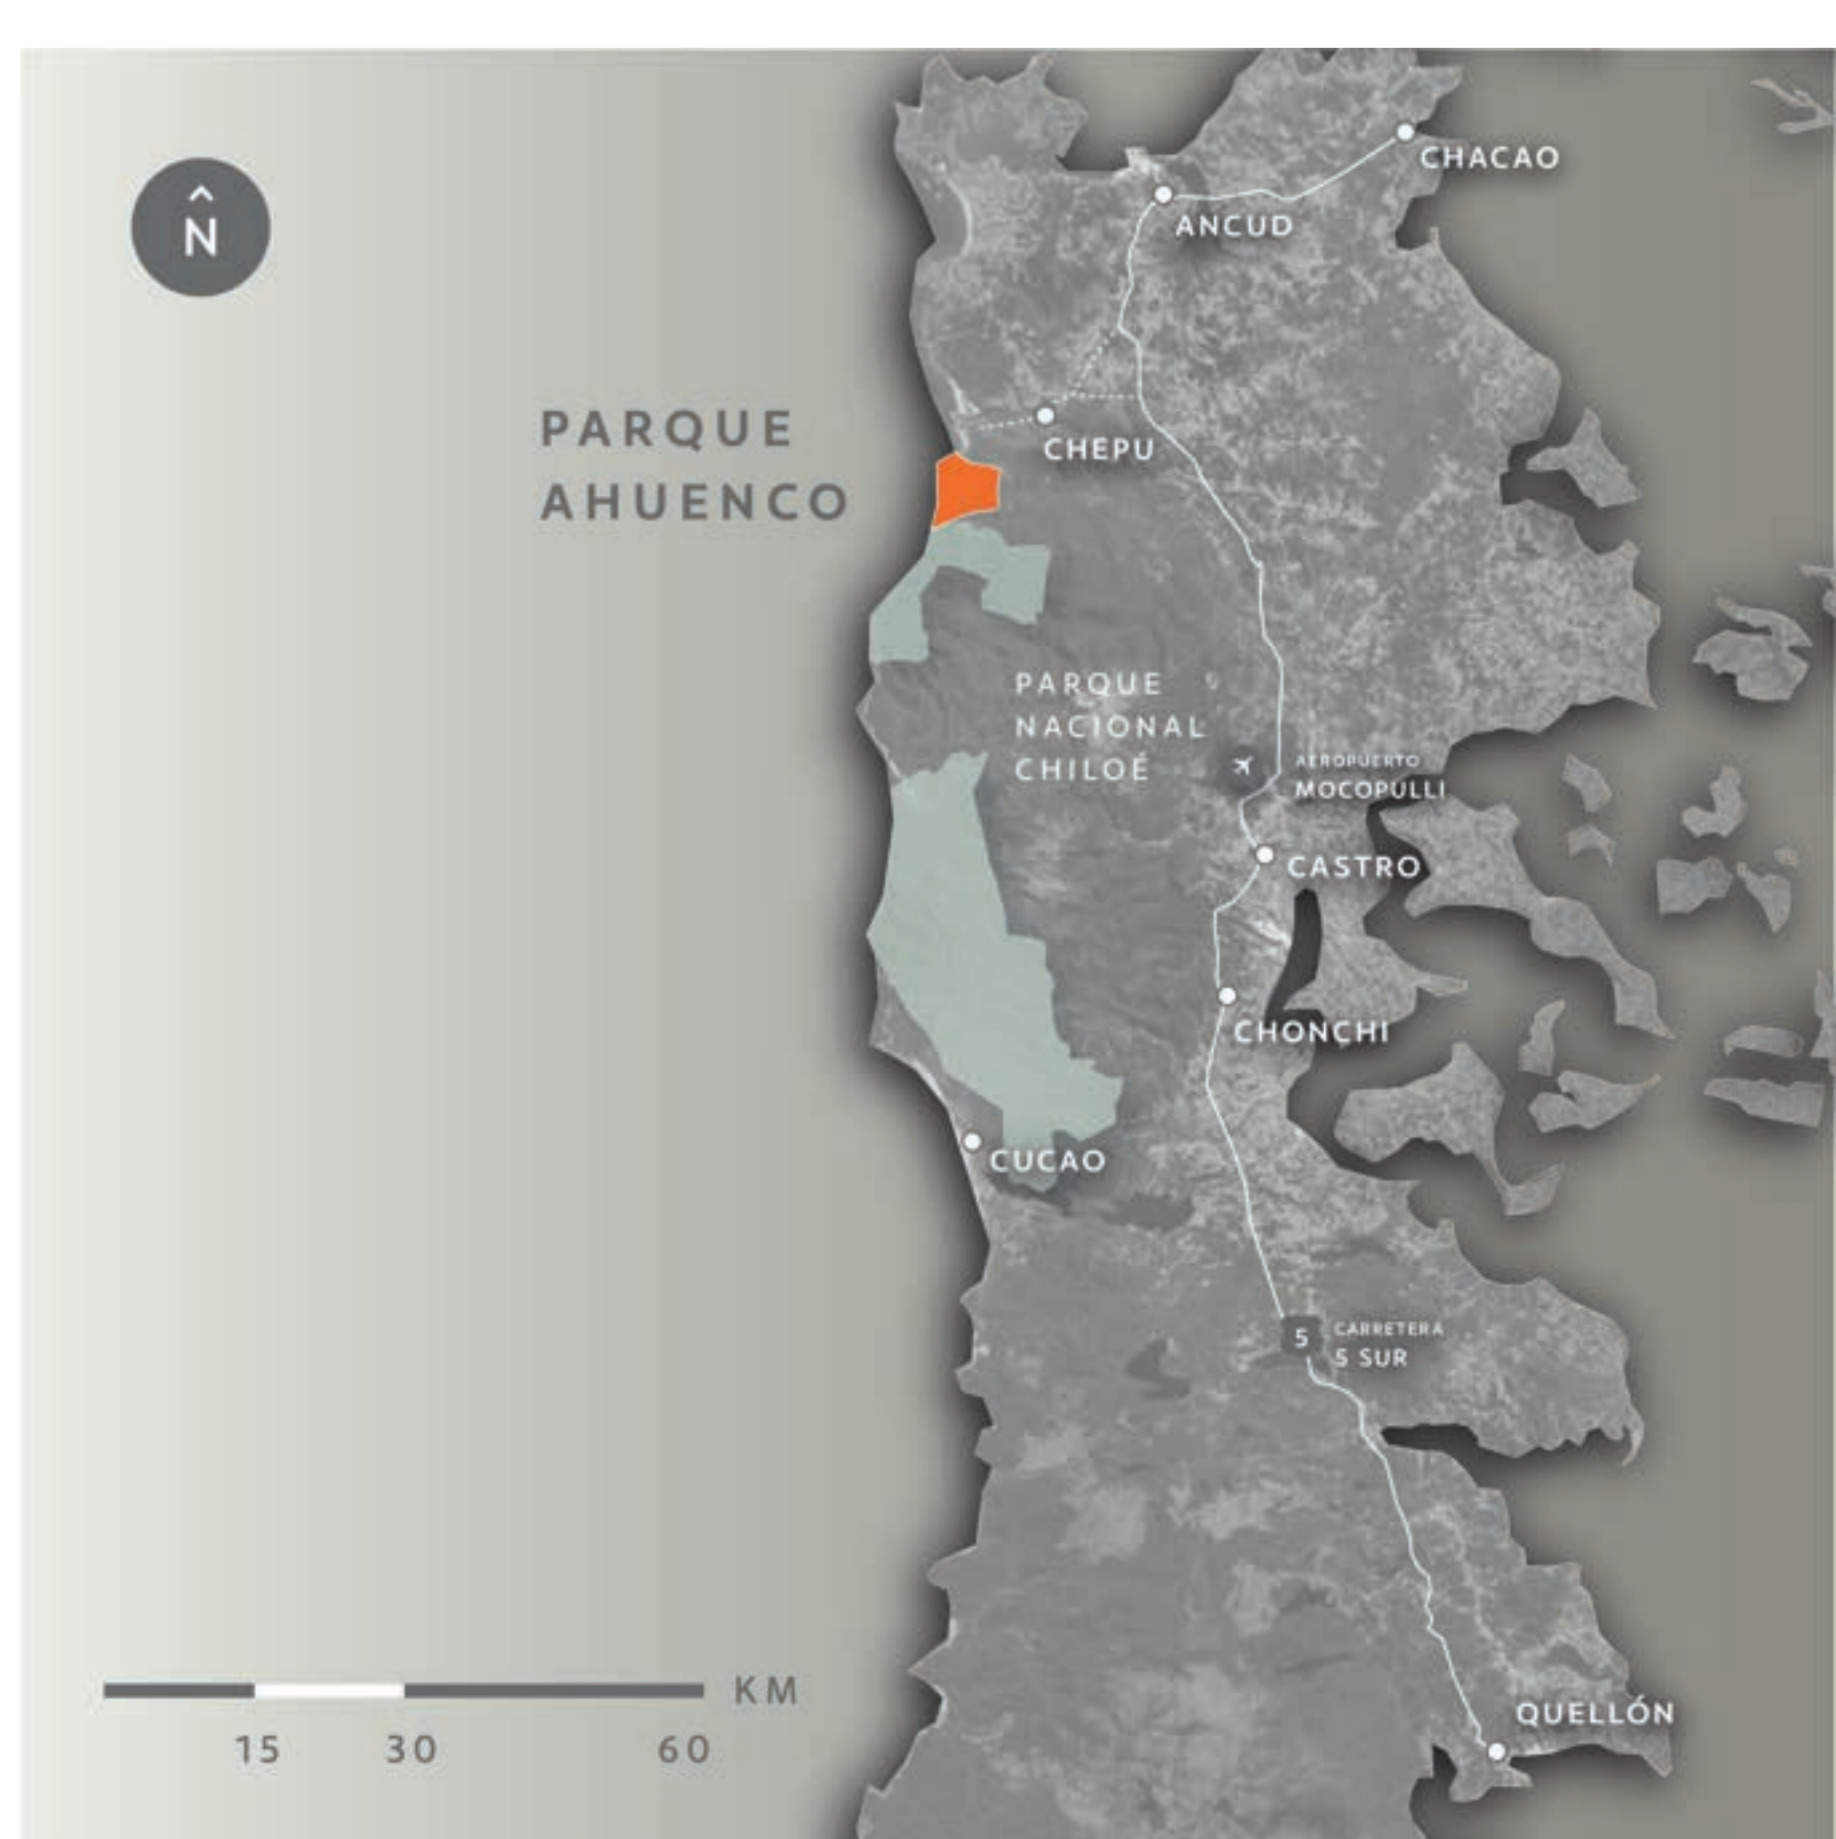 CHACAO
N
ANCUD
PARQUE
AHUENCO
CHEPU
PARQUE
NACIONAL
CHILOÉ
AEROPUERTO
MOCOPULLI
CASTRO
CHONCHI
CUCAO
5
CARRETERA
5 SUR
QUELLÓN
KM
15 30 60